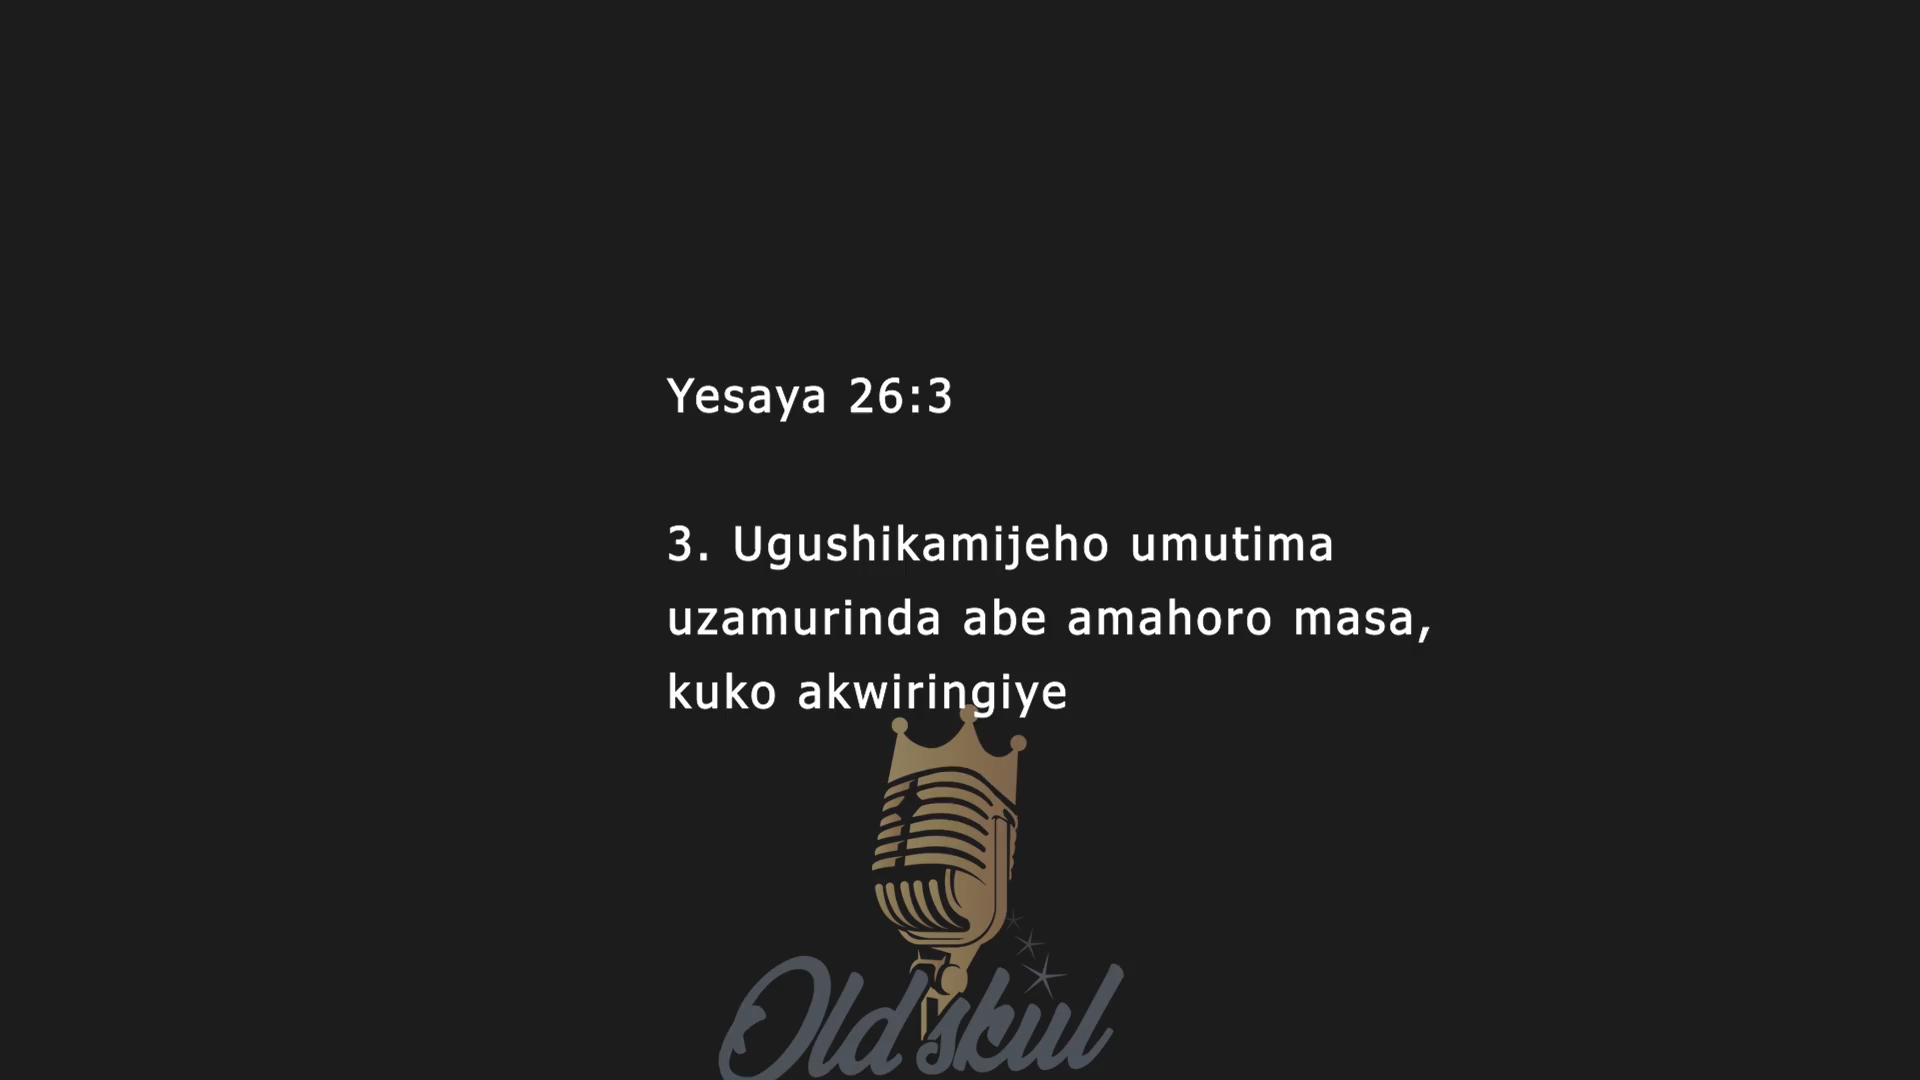 Yesaya 26:3
3. Ugushikamijeho umutima
uzamurinda abe amahoro masa,
kuko akwiringiye
Old'skul